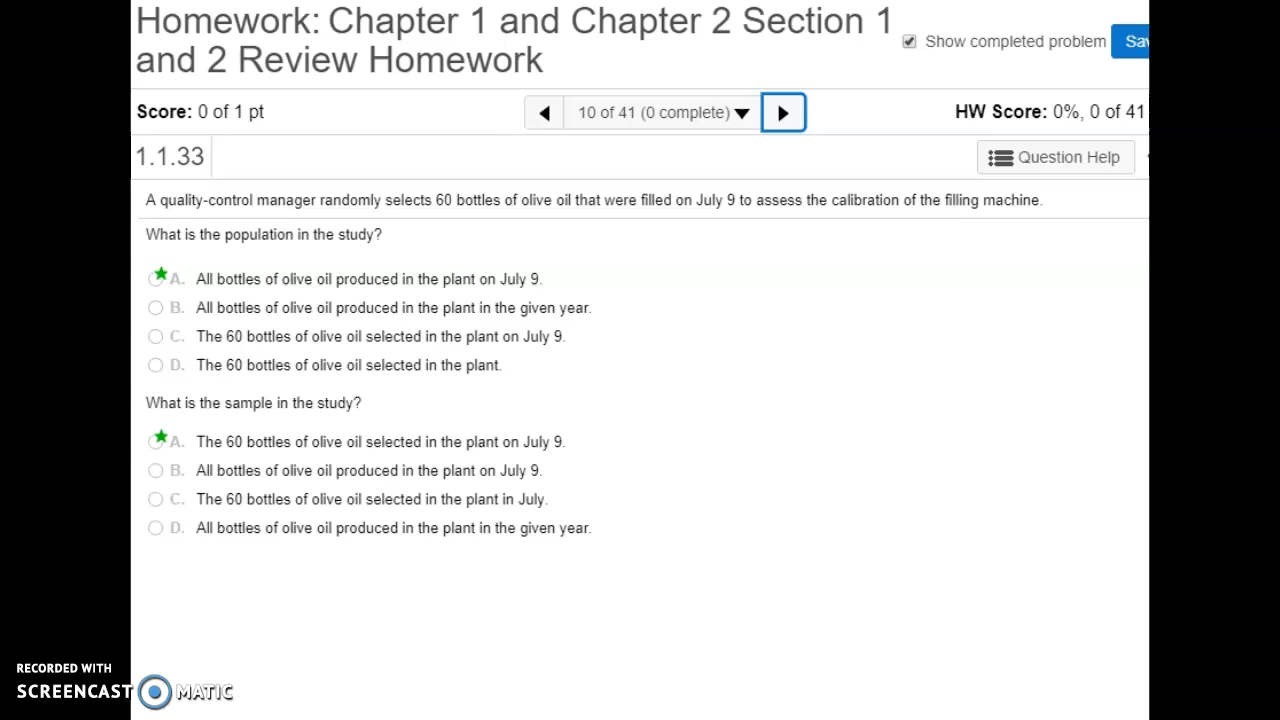 Homework: Chapter 1 and Chapter 2 Section 1
and 2 Review Homework
Show completed problem
Score: 0 of 1 pt
10 of 41 (0 complete)
HW Score: 0%, 0 of 41
1.1.33
Question Help
A quality-control manager randomly selects 60 bottles of olive oil that were filled on July 9 to assess the calibration of the filling machine.
What is the population in the study?
A. All bottles of olive oil produced in the plant on July 9.
B. All bottles of olive oil produced in the plant in the given year.
C. The 60 bottles of olive oil selected in the plant on July 9.
D. The 60 bottles of olive oil selected in the plant.
What is the sample in the study?
A. The 60 bottles of olive oil selected in the plant on July 9.
B. All bottles of olive oil produced in the plant on July 9.
C. The 60 bottles of olive oil selected in the plant in July.
D. All bottles of olive oil produced in the plant in the given year.
RECORDED WITH
SCREENCAST MATIC